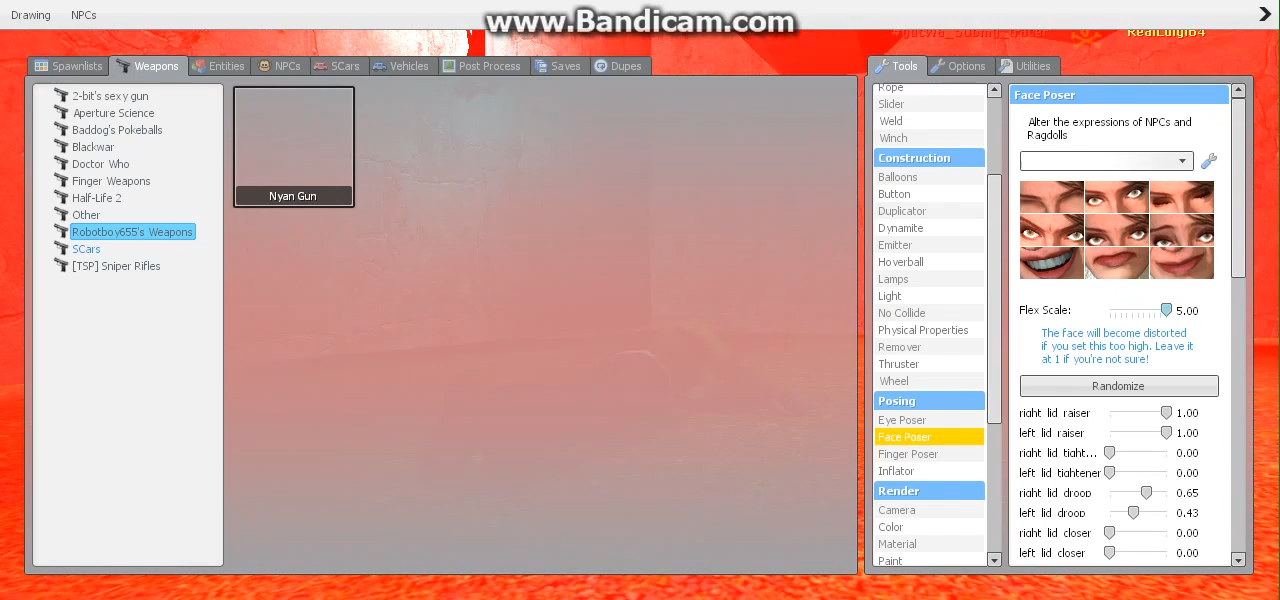 Drawing NPCs
www.Bandicam.com
RealLuigi64
Spawnlists Weapons Entities NPCs SCars Vehicles Post Process Saves Dupes
2-bit's sexy gun
Aperture Science
Baddog's Pokeballs
Blackwar
Doctor Who
Finger Weapons
Half-Life 2
Other
Robotboy655's Weapons
SCars
[TSP] Sniper Rifles
Nyan Gun
Tools Options Utilities
Rope
Slider
Weld
Winch
Construction
Balloons
Button
Duplicator
Dynamite
Emitter
Hoverball
Lamps
Light
No Collide
Physical Properties
Remover
Thruster
Wheel
Posing
Eye Poser
Face Poser
Finger Poser
Inflator
Render
Camera
Color
Material
Paint
Face Poser
Alter the expressions of NPCs and
Ragdolls
Flex Scale: 5.00
The face will become distorted
if you set this too high. Leave it
at 1 if you're not sure!
Randomize
right lid raiser 1.00
left lid raiser 1.00
right lid tight... 0.00
left lid tightener 0.00
right lid droop 0.65
left lid droop 0.43
right lid closer 0.00
left lid closer 0.00